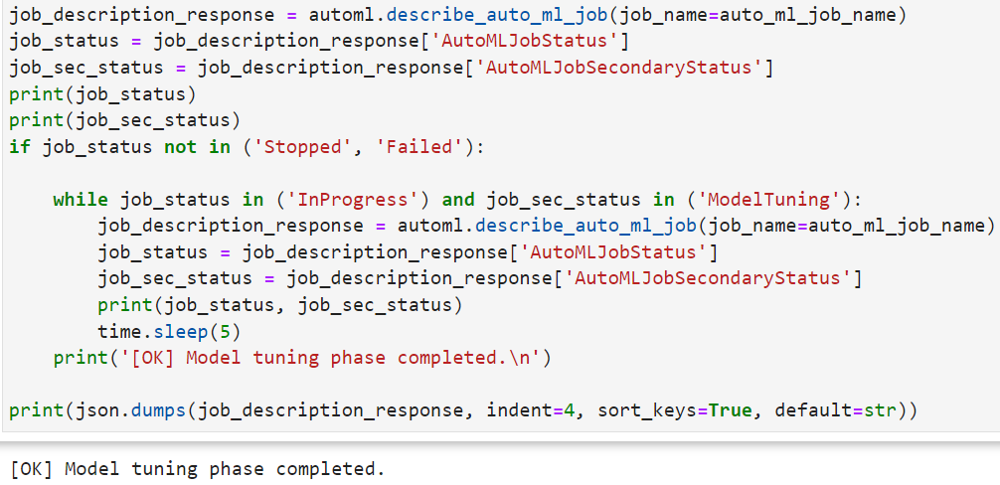 job_description_response = automl.describe_auto_ml_job(job_name=auto_ml_job_name)
job_status = job_description_response['AutoMLJobStatus']
job_sec_status = job_description_response['AutoMLJobSecondaryStatus']
print(job_status)
print(job_sec_status)
if job_status not in ('Stopped', 'Failed'):
    while job_status in ('InProgress') and job_sec_status in ('ModelTuning'):
        job_description_response = automl.describe_auto_ml_job(job_name=auto_ml_job_name)
        job_status = job_description_response['AutoMLJobStatus']
        job_sec_status = job_description_response['AutoMLJobSecondaryStatus']
        print(job_status, job_sec_status)
        time.sleep(5)
    print('[OK] Model tuning phase completed.\n')
print(json.dumps(job_description_response, indent=4, sort_keys=True, default=str))
[OK] Model tuning phase completed.